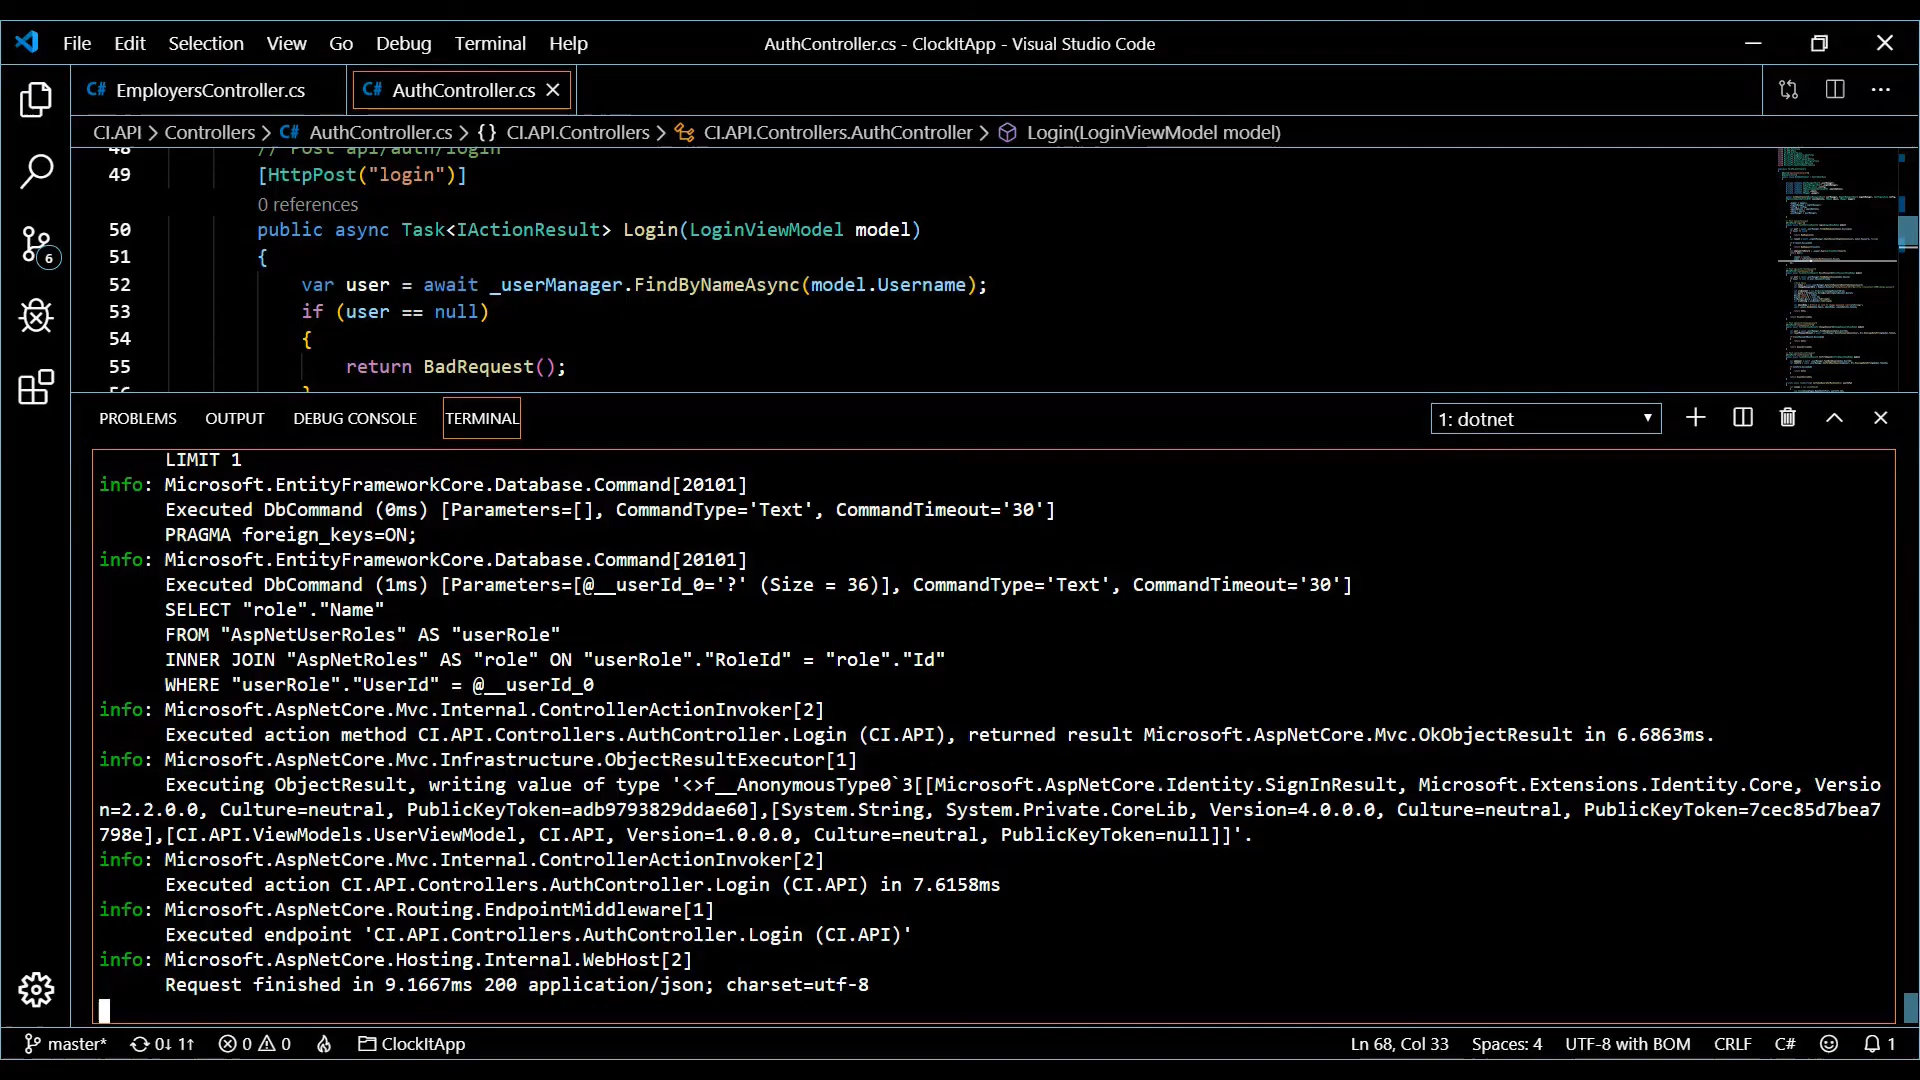 File Edit Selection View Go Debug Terminal Help AuthController.cs - ClockItApp - Visual Studio Code
C# EmployersController.cs C# AuthController.cs
CI.API > Controllers > C# AuthController.cs > {} CI.API.Controllers > CI.API.Controllers.AuthController > Login(LoginViewModel model)
48 // Post api/auth/login
49 [HttpPost("login")]
0 references
50 public async Task<IActionResult> Login(LoginViewModel model)
51 {
52 var user = await _userManager.FindByNameAsync(model.Username);
53 if (user == null)
54 {
55 return BadRequest();
56 }
6
PROBLEMS OUTPUT DEBUG CONSOLE TERMINAL 1: dotnet
LIMIT 1
info: Microsoft.EntityFrameworkCore.Database.Command[20101]
Executed DbCommand (0ms) [Parameters=[], CommandType='Text', CommandTimeout='30']
PRAGMA foreign_keys=ON;
info: Microsoft.EntityFrameworkCore.Database.Command[20101]
Executed DbCommand (1ms) [Parameters=[@__userId_0='?' (Size = 36)], CommandType='Text', CommandTimeout='30']
SELECT "role"."Name"
FROM "AspNetUserRoles" AS "userRole"
INNER JOIN "AspNetRoles" AS "role" ON "userRole"."RoleId" = "role"."Id"
WHERE "userRole"."UserId" = @__userId_0
info: Microsoft.AspNetCore.Mvc.Internal.ControllerActionInvoker[2]
Executed action method CI.API.Controllers.AuthController.Login (CI.API), returned result Microsoft.AspNetCore.Mvc.OkObjectResult in 6.6863ms.
info: Microsoft.AspNetCore.Mvc.Infrastructure.ObjectResultExecutor[1]
Executing ObjectResult, writing value of type '<>f__AnonymousType0`3[[Microsoft.AspNetCore.Identity.SignInResult, Microsoft.Extensions.Identity.Core, Versio
n=2.2.0.0, Culture=neutral, PublicKeyToken=adb9793829ddae60],[System.String, System.Private.CoreLib, Version=4.0.0.0, Culture=neutral, PublicKeyToken=7cec85d7bea7
798e],[CI.API.ViewModels.UserViewModel, CI.API, Version=1.0.0.0, Culture=neutral, PublicKeyToken=null]]'.
info: Microsoft.AspNetCore.Mvc.Internal.ControllerActionInvoker[2]
Executed action CI.API.Controllers.AuthController.Login (CI.API) in 7.6158ms
info: Microsoft.AspNetCore.Routing.EndpointMiddleware[1]
Executed endpoint 'CI.API.Controllers.AuthController.Login (CI.API)'
info: Microsoft.AspNetCore.Hosting.Internal.WebHost[2]
Request finished in 9.1667ms 200 application/json; charset=utf-8
master* 0↓ 1↑ 0 0 ClockItApp Ln 68, Col 33 Spaces: 4 UTF-8 with BOM CRLF C# 1